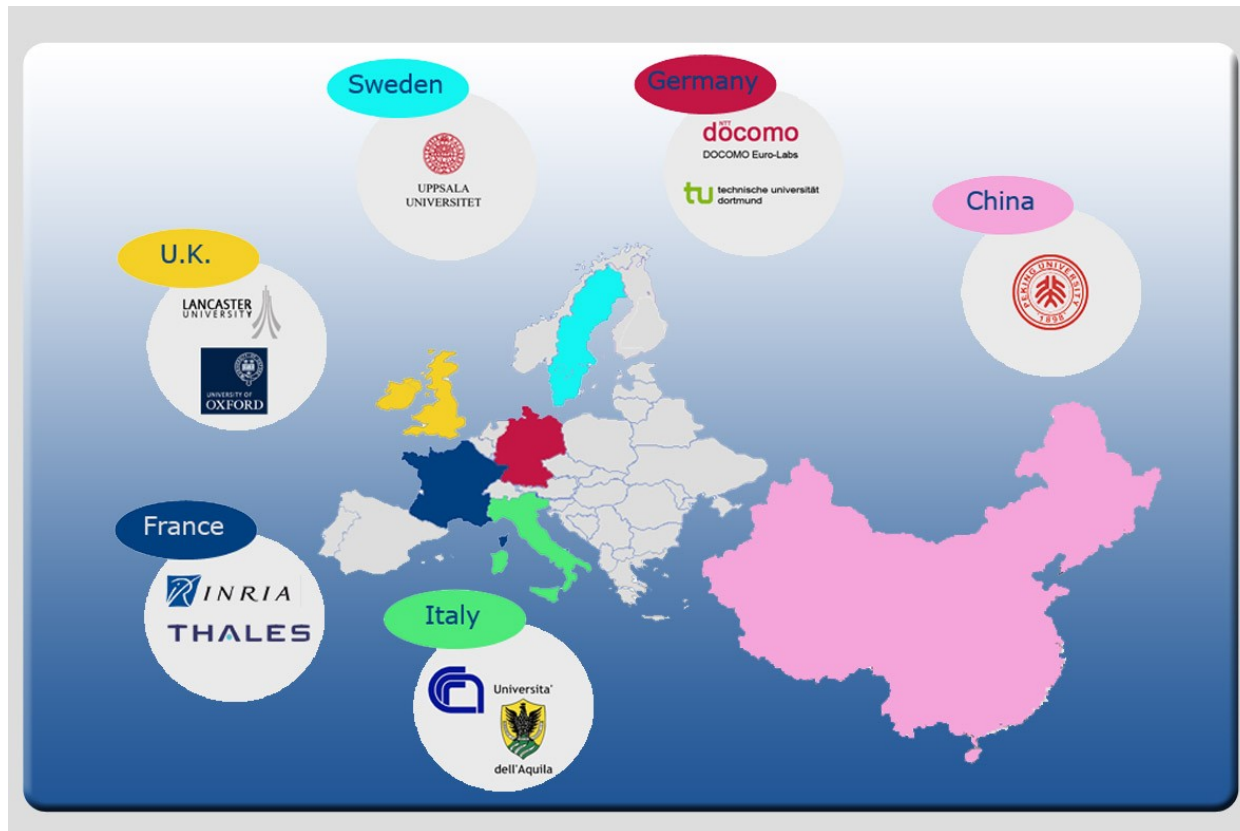 Sweden
UPPSALA
UNIVERSITET
Germany
NTT
döcomo
DOCOMO Euro-Labs
tu technische universität
dortmund
China
PEKING UNIVERSITY
1898
U.K.
LANCASTER
UNIVERSITY
UNIVERSITY OF
OXFORD
France
INRIA
THALES
Italy
Universita'
dell'Aquila